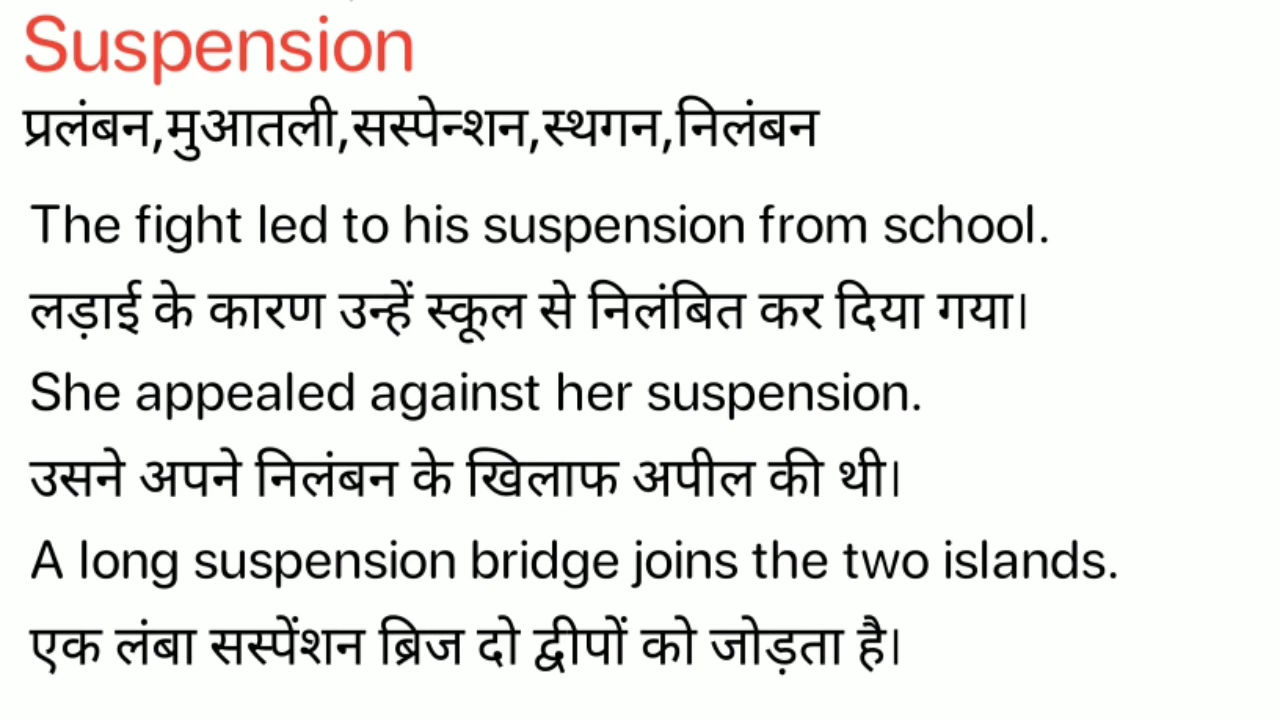 Suspension
प्रलंबन,मुआतली,सस्पेन्शन,स्थगन,निलंबन
The fight led to his suspension from school.
लड़ाई के कारण उन्हें स्कूल से निलंबित कर दिया गया।
She appealed against her suspension.
उसने अपने निलंबन के खिलाफ अपील की थी।
A long suspension bridge joins the two islands.
एक लंबा सस्पेंशन ब्रिज दो द्वीपों को जोड़ता है।